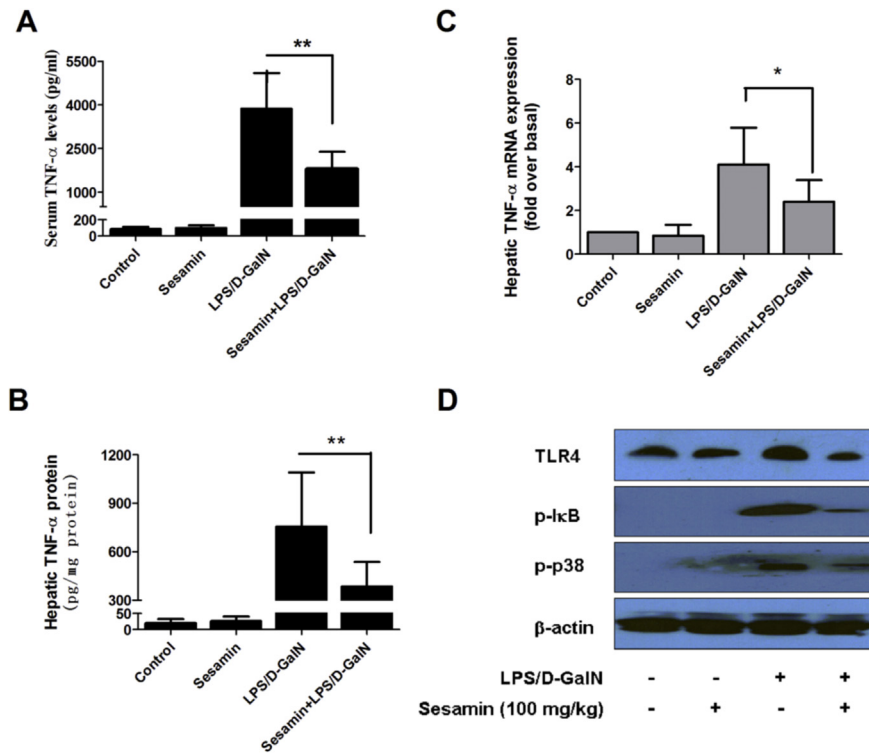 A
Serum TNF-α levels (pg/ml)
5500
4000
2500
1000
200
0
**
Control
Sesamin
LPS/D-GalN
Sesamin+LPS/D-GalN
B
Hepatic TNF-α protein
(pg/mg protein)
1200
900
600
300
50
0
**
Control
Sesamin
LPS/D-GalN
Sesamin+LPS/D-GalN
C
Hepatic TNF-α mRNA expression
(fold over basal)
8
6
4
2
0
*
Control
Sesamin
LPS/D-GalN
Sesamin+LPS/D-GalN
D
TLR4
p-IκB
p-p38
β-actin
LPS/D-GalN - - + +
Sesamin (100 mg/kg) - + - +